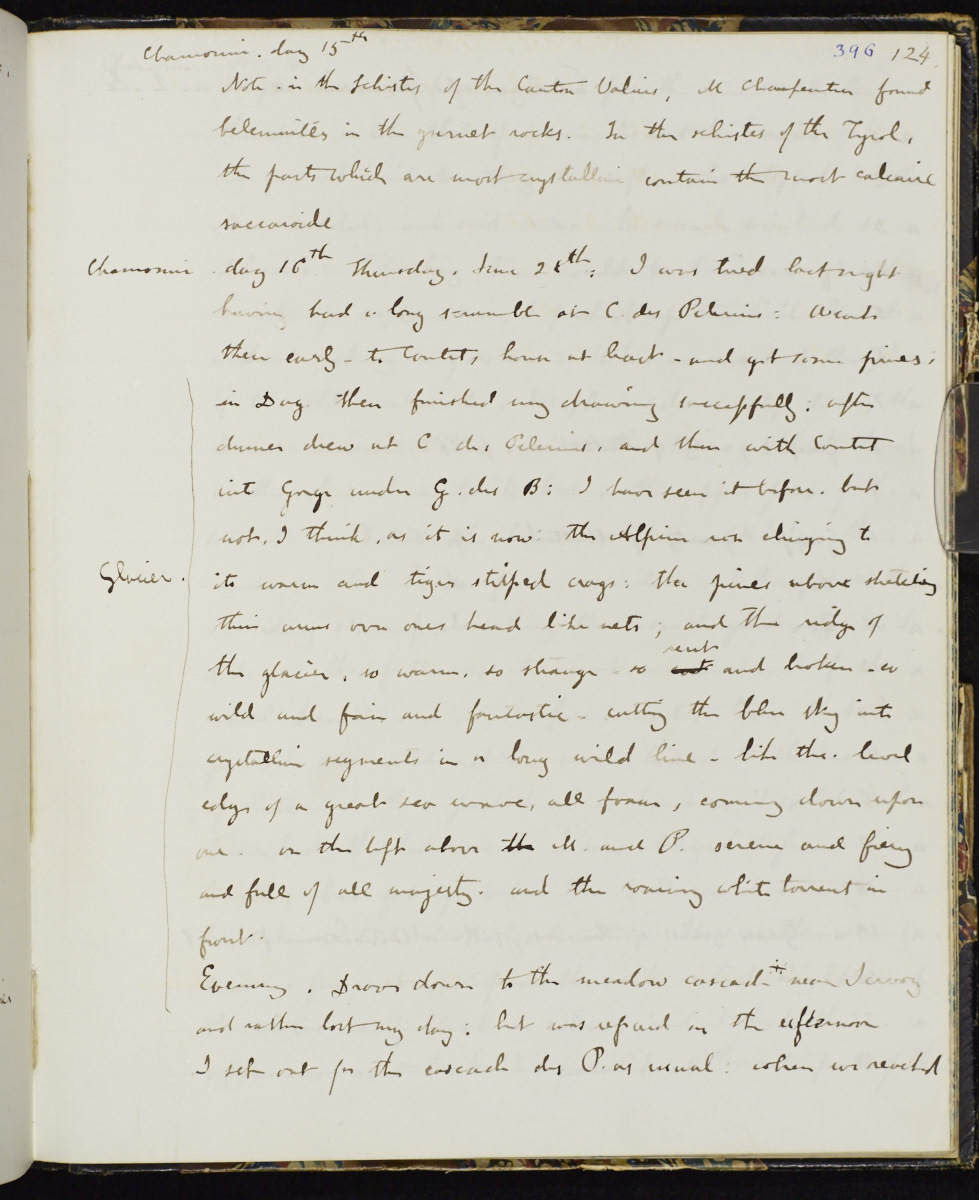 Chamouni. day 15th
396 124.
Note. in the Schistes of the Canton Valais, M Charpentier found
belemnites in the garnet rocks. In the schistes of the Tyrol,
the parts which are most crystalline contain the most calcaire
saccaroide
Chamouni. day 16th Thursday. June 28th; I was tired last night
having had a long scramble at C. des Pelerins: Went
then early - to Coutet's house at back - and got some pines.
in Dag. then finished my drawing successfully; after
dinner drew at C des Pelerins, and then with Coutet
into Gorge under G. des B: I have seen it before. but
not, I think, as it is now: the Alpine rose clinging to
Glacier.
its warm and tiger striped crags: the pines above stretching
their arms over ones head like nets; and the ridge of
the glacier, so warm, so strange - so rent and broken - so
wild and fair and fantastic - cutting the blue sky into
crystalline segments in a long wild line - like the level
edge of a great sea wave, all foam, coming down upon
one. on the left above the M. and P. serene and fiery
and full of all majesty. and the roaring white torrent in
front.
Evening. Drove down to the meadow cascade near Servoz
and rather lost my day; but was repaid in the afternoon
I set out for the cascade des P. as usual: when we reached